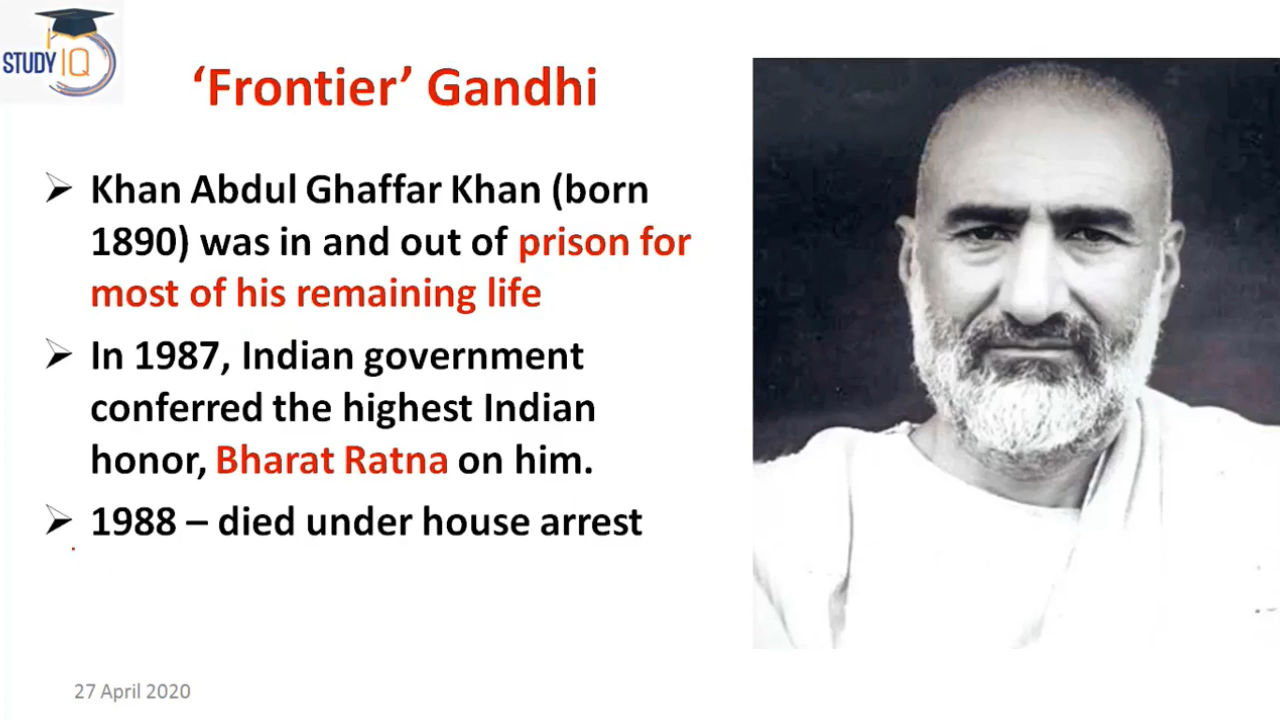 STUDY IQ
‘Frontier’ Gandhi
➢ Khan Abdul Ghaffar Khan (born
1890) was in and out of prison for
most of his remaining life
➢ In 1987, Indian government
conferred the highest Indian
honor, Bharat Ratna on him.
➢ 1988 – died under house arrest
27 April 2020